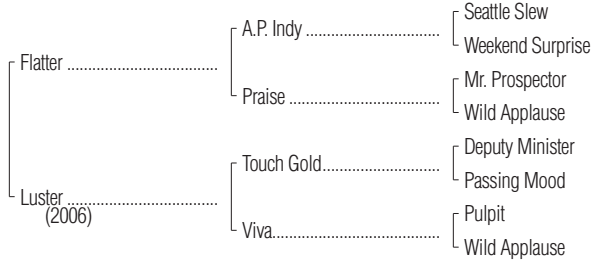 Seattle Slew
A.P. Indy ..............................
Weekend Surprise
Flatter ..................................
Mr. Prospector
Praise ..................................
Wild Applause
Deputy Minister
Touch Gold..........................
Passing Mood
Luster ..................................
(2006)
Pulpit
Viva.....................................
Wild Applause